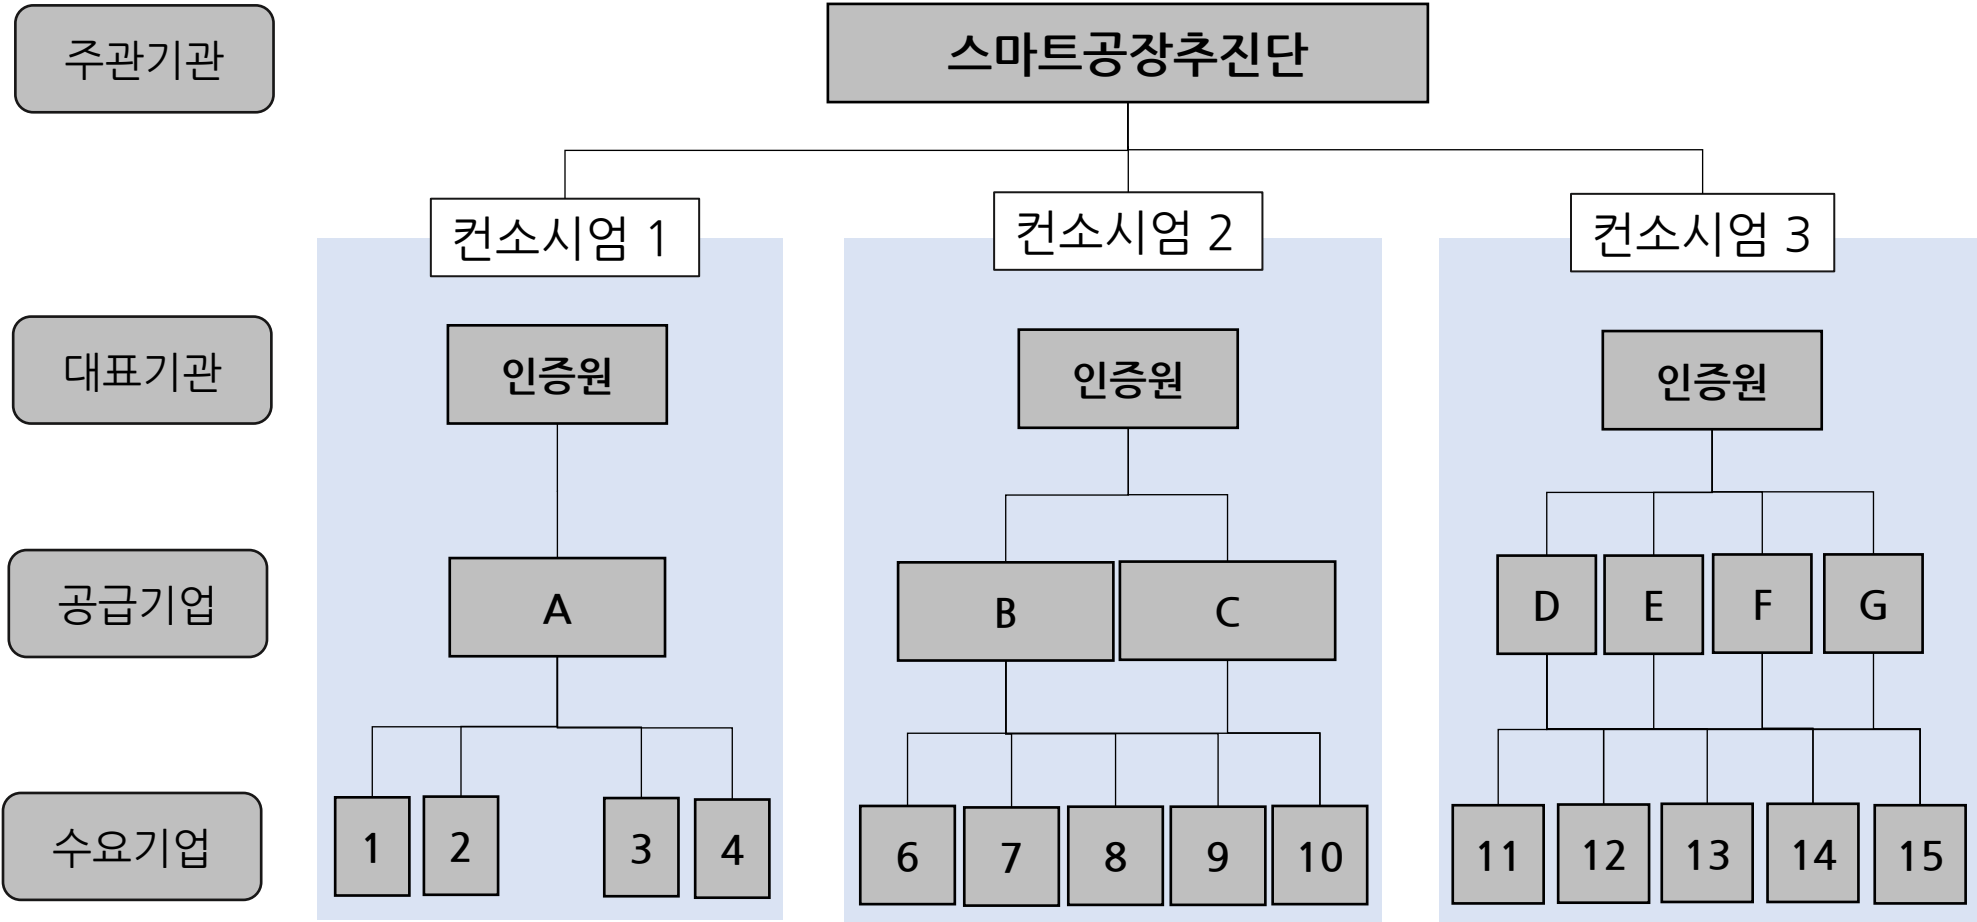 주관기관
스마트공장추진단
컨소시엄 1
컨소시엄 2
컨소시엄 3
대표기관
인증원
인증원
인증원
공급기업
A
B
C
D
E
F
G
수요기업
1
2
3
4
6
7
8
9
10
11
12
13
14
15